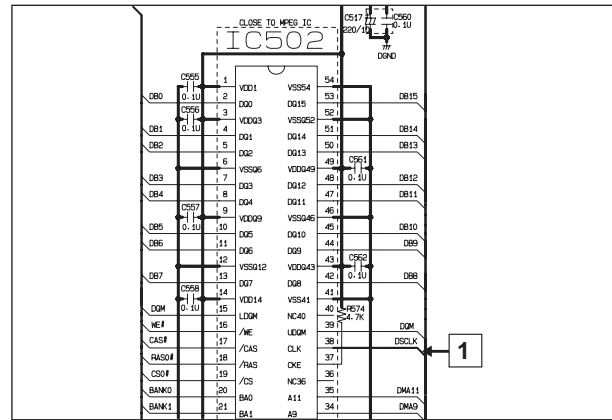 CLOSE TO MPEG IC
IC502
C517
220/10
C560
0.1U
DGND
C555
0.1U
1 VDD1 VSS54 54
DB0 2 DQ0 DQ15 53 DB15
C556
0.1U
3 VDDQ3 VSSQ52 52
DB1 4 DQ1 DQ14 51 DB14
DB2 5 DQ2 DQ13 50 DB13
6 VSSQ6 VDDQ49 49
C561
0.1U
DB3 7 DQ3 DQ12 48 DB12
DB4 8 DQ4 DQ11 47 DB11
C557
0.1U
9 VDDQ9 VSSQ46 46
DB5 10 DQ5 DQ10 45 DB10
DB6 11 DQ6 DQ9 44 DB9
12 VSSQ12 VDDQ43 43
C562
0.1U
DB7 13 DQ7 DQ8 42 DB8
C558
0.1U
14 VDD14 VSS41 41
DQM 15 LDQM NC40 40
R574
4.7K
WE# 16 /WE UDQM 39 DQM
CAS# 17 /CAS CLK 38 DSCLK
1
RAS0# 18 /RAS CKE 37
CS0# 19 /CS NC36 36
BANK0 20 BA0 A11 35 DMA11
BANK1 21 BA1 A9 34 DMA9